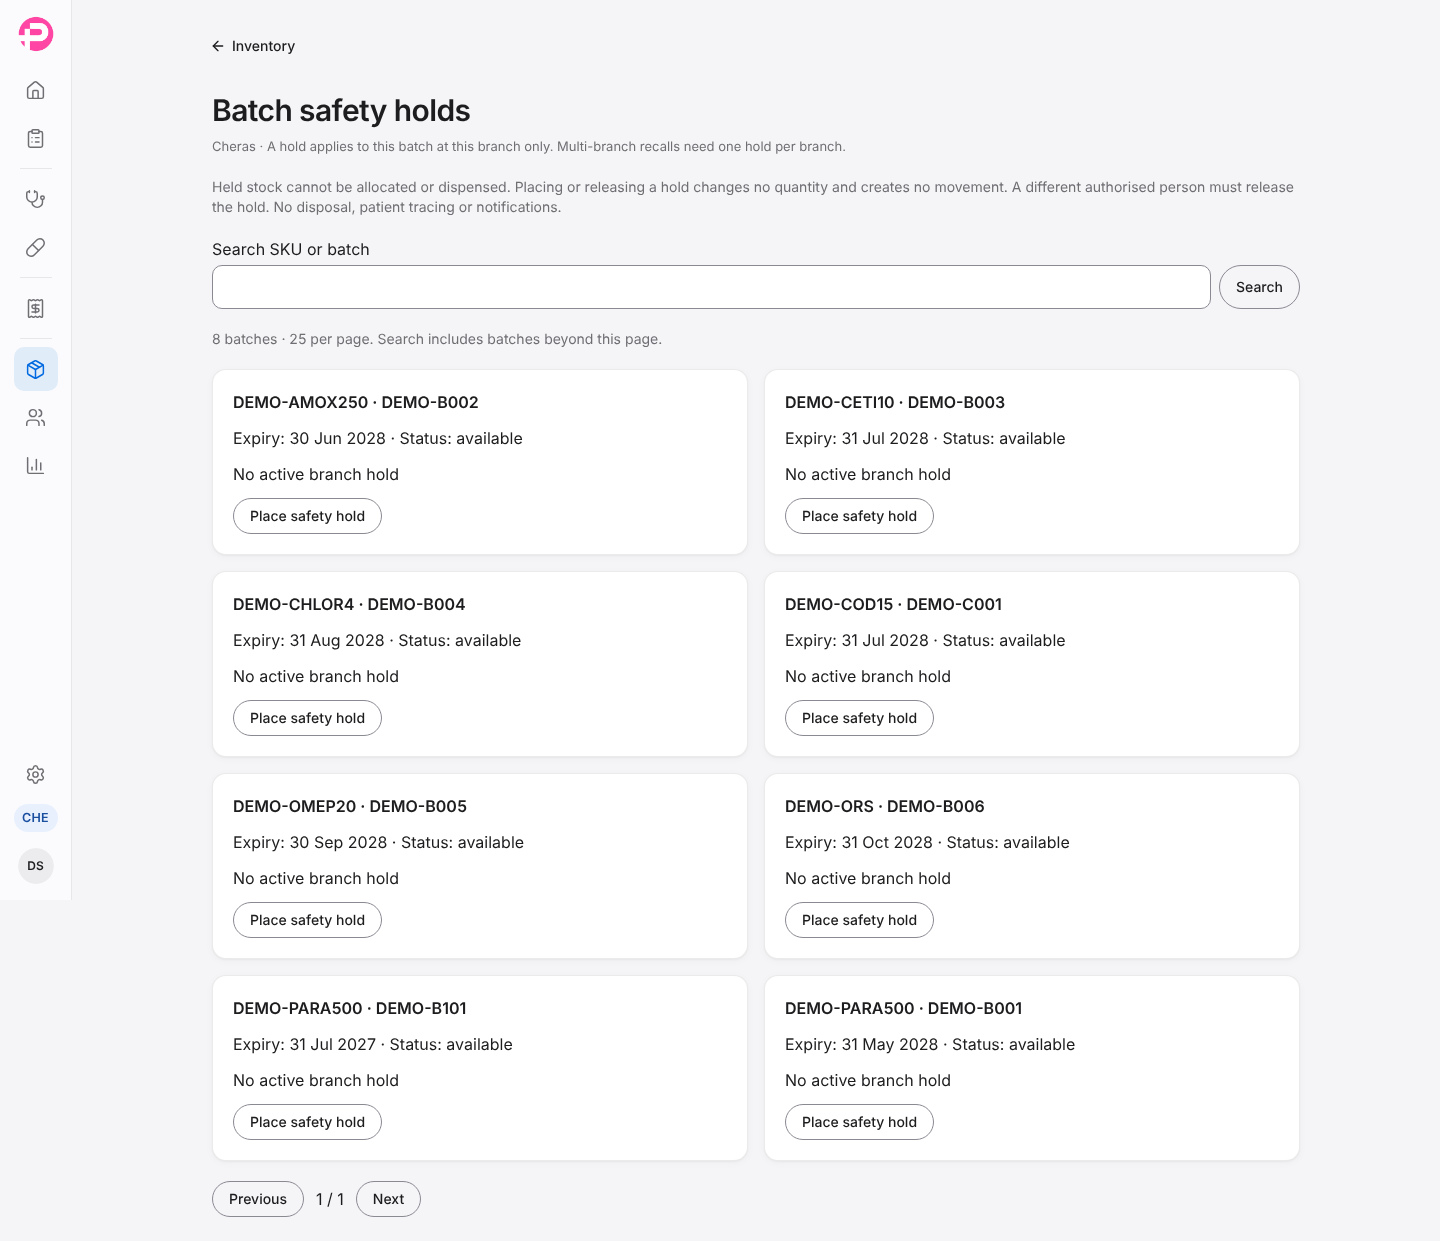 Inventory
Batch safety holds
Cheras · A hold applies to this batch at this branch only. Multi-branch recalls need one hold per branch.
Held stock cannot be allocated or dispensed. Placing or releasing a hold changes no quantity and creates no movement. A different authorised person must release
the hold. No disposal, patient tracing or notifications.
Search SKU or batch
Search
8 batches · 25 per page. Search includes batches beyond this page.
DEMO-AMOX250 · DEMO-B002
Expiry: 30 Jun 2028 · Status: available
No active branch hold
Place safety hold
DEMO-CETI10 · DEMO-B003
Expiry: 31 Jul 2028 · Status: available
No active branch hold
Place safety hold
DEMO-CHLOR4 · DEMO-B004
Expiry: 31 Aug 2028 · Status: available
No active branch hold
Place safety hold
DEMO-COD15 · DEMO-C001
Expiry: 31 Jul 2028 · Status: available
No active branch hold
Place safety hold
DEMO-OMEP20 · DEMO-B005
Expiry: 30 Sep 2028 · Status: available
No active branch hold
Place safety hold
DEMO-ORS · DEMO-B006
Expiry: 31 Oct 2028 · Status: available
No active branch hold
Place safety hold
DEMO-PARA500 · DEMO-B101
Expiry: 31 Jul 2027 · Status: available
No active branch hold
Place safety hold
DEMO-PARA500 · DEMO-B001
Expiry: 31 May 2028 · Status: available
No active branch hold
Place safety hold
Previous 1 / 1 Next
CHE
DS